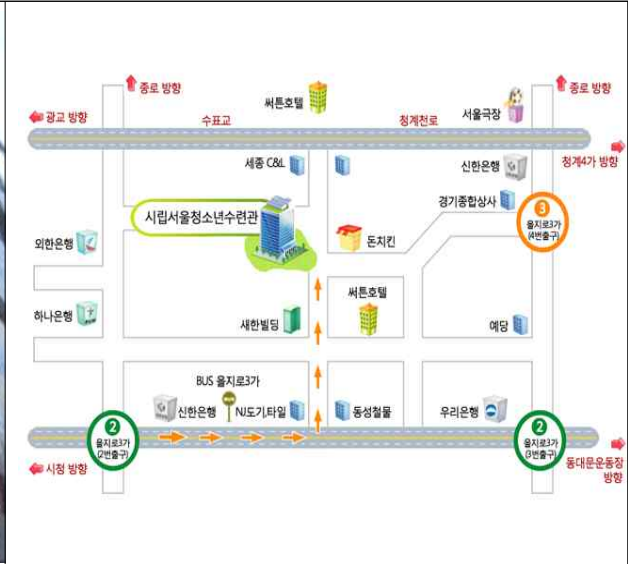 종로 방향
종로 방향
써튼호텔
광교 방향
수표교
청계천로
서울극장
세종 C&L
신한은행
청계4가 방향
경기종합상사
시립서울청소년수련관
3
을지로3가
(4번출구)
외한은행
돈치킨
써튼호텔
하나은행
새한빌딩
예당
BUS 을지로3가
BUS
신한은행
NJ도기,타일
동성철물
우리은행
2
을지로3가
(2번출구)
2
을지로3가
(3번출구)
시청 방향
동대문운동장
방향